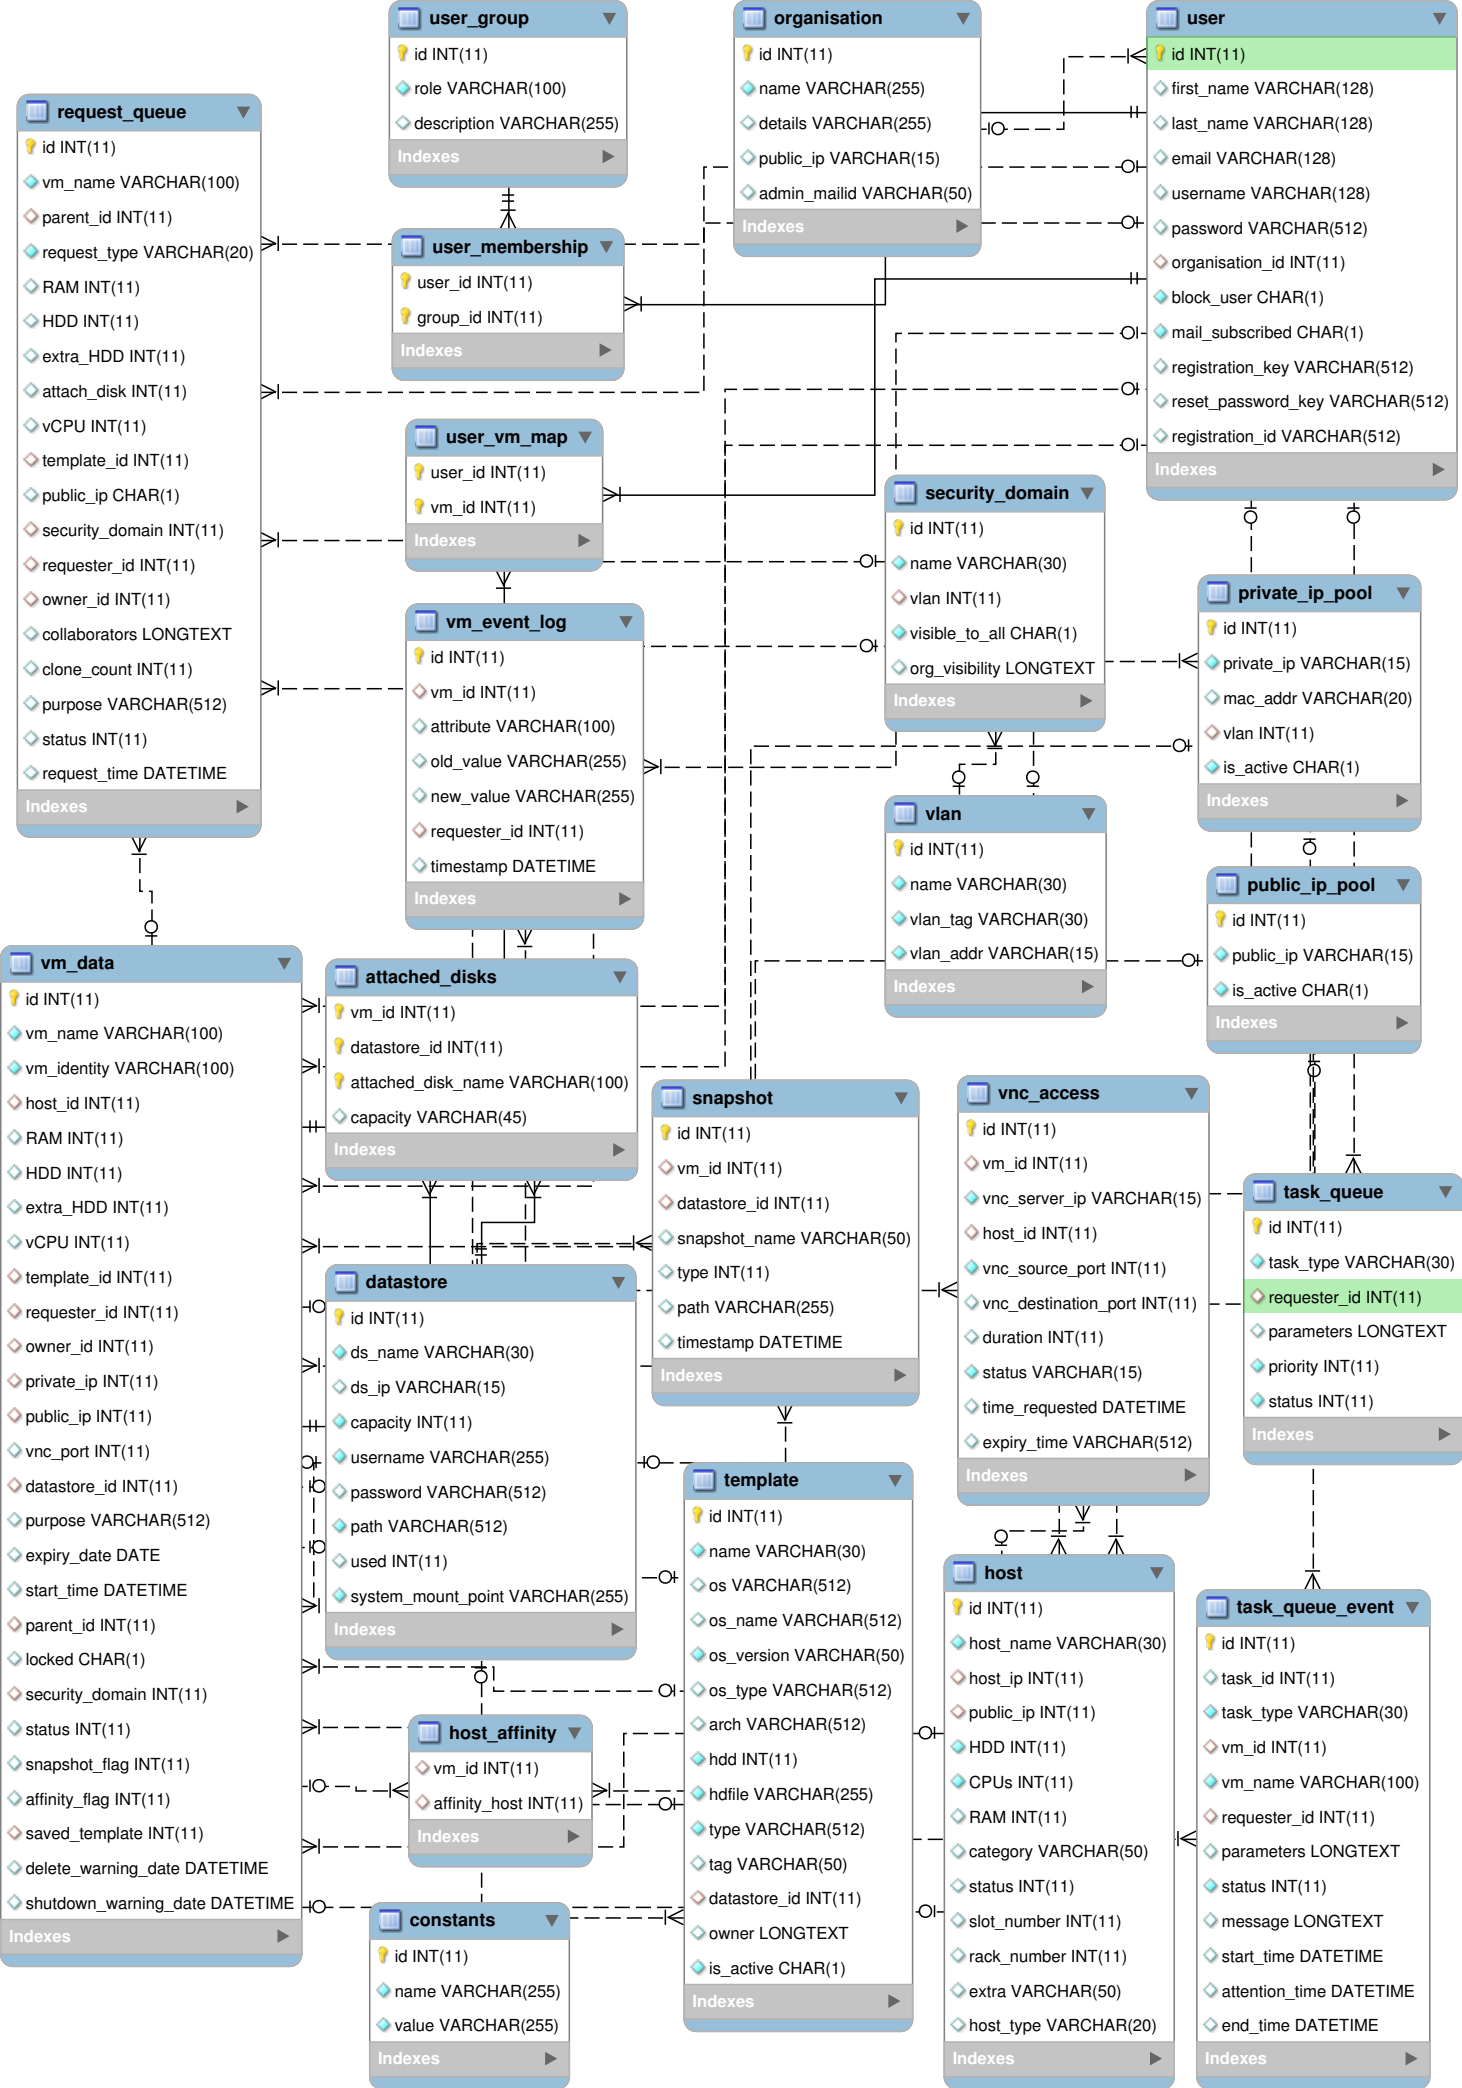 user_group
id INT(11)
role VARCHAR(100)
description VARCHAR(255)
Indexes
organisation
id INT(11)
name VARCHAR(255)
details VARCHAR(255)
public_ip VARCHAR(15)
admin_mailid VARCHAR(50)
Indexes
user
id INT(11)
first_name VARCHAR(128)
last_name VARCHAR(128)
email VARCHAR(128)
username VARCHAR(128)
password VARCHAR(512)
organisation_id INT(11)
block_user CHAR(1)
mail_subscribed CHAR(1)
registration_key VARCHAR(512)
reset_password_key VARCHAR(512)
registration_id VARCHAR(512)
Indexes
request_queue
id INT(11)
vm_name VARCHAR(100)
parent_id INT(11)
request_type VARCHAR(20)
RAM INT(11)
HDD INT(11)
extra_HDD INT(11)
attach_disk INT(11)
vCPU INT(11)
template_id INT(11)
public_ip CHAR(1)
security_domain INT(11)
requester_id INT(11)
owner_id INT(11)
collaborators LONGTEXT
clone_count INT(11)
purpose VARCHAR(512)
status INT(11)
request_time DATETIME
Indexes
user_membership
user_id INT(11)
group_id INT(11)
Indexes
user_vm_map
user_id INT(11)
vm_id INT(11)
Indexes
security_domain
id INT(11)
name VARCHAR(30)
vlan INT(11)
visible_to_all CHAR(1)
org_visibility LONGTEXT
Indexes
private_ip_pool
id INT(11)
private_ip VARCHAR(15)
mac_addr VARCHAR(20)
vlan INT(11)
is_active CHAR(1)
Indexes
vm_event_log
id INT(11)
vm_id INT(11)
attribute VARCHAR(100)
old_value VARCHAR(255)
new_value VARCHAR(255)
requester_id INT(11)
timestamp DATETIME
Indexes
vlan
id INT(11)
name VARCHAR(30)
vlan_tag VARCHAR(30)
vlan_addr VARCHAR(15)
Indexes
public_ip_pool
id INT(11)
public_ip VARCHAR(15)
is_active CHAR(1)
Indexes
vm_data
id INT(11)
vm_name VARCHAR(100)
vm_identity VARCHAR(100)
host_id INT(11)
RAM INT(11)
HDD INT(11)
extra_HDD INT(11)
vCPU INT(11)
template_id INT(11)
requester_id INT(11)
owner_id INT(11)
private_ip INT(11)
public_ip INT(11)
vnc_port INT(11)
datastore_id INT(11)
purpose VARCHAR(512)
expiry_date DATE
start_time DATETIME
parent_id INT(11)
locked CHAR(1)
security_domain INT(11)
status INT(11)
snapshot_flag INT(11)
affinity_flag INT(11)
saved_template INT(11)
delete_warning_date DATETIME
shutdown_warning_date DATETIME
Indexes
attached_disks
vm_id INT(11)
datastore_id INT(11)
attached_disk_name VARCHAR(100)
capacity VARCHAR(45)
Indexes
snapshot
id INT(11)
vm_id INT(11)
datastore_id INT(11)
snapshot_name VARCHAR(50)
type INT(11)
path VARCHAR(255)
timestamp DATETIME
Indexes
vnc_access
id INT(11)
vm_id INT(11)
vnc_server_ip VARCHAR(15)
host_id INT(11)
vnc_source_port INT(11)
vnc_destination_port INT(11)
duration INT(11)
status VARCHAR(15)
time_requested DATETIME
expiry_time VARCHAR(512)
Indexes
task_queue
id INT(11)
task_type VARCHAR(30)
requester_id INT(11)
parameters LONGTEXT
priority INT(11)
status INT(11)
Indexes
datastore
id INT(11)
ds_name VARCHAR(30)
ds_ip VARCHAR(15)
capacity INT(11)
username VARCHAR(255)
password VARCHAR(512)
path VARCHAR(512)
used INT(11)
system_mount_point VARCHAR(255)
Indexes
template
id INT(11)
name VARCHAR(30)
os VARCHAR(512)
os_name VARCHAR(512)
os_version VARCHAR(50)
os_type VARCHAR(512)
arch VARCHAR(512)
hdd INT(11)
hdfile VARCHAR(255)
type VARCHAR(512)
tag VARCHAR(50)
datastore_id INT(11)
owner LONGTEXT
is_active CHAR(1)
Indexes
host
id INT(11)
host_name VARCHAR(30)
host_ip INT(11)
public_ip INT(11)
HDD INT(11)
CPUs INT(11)
RAM INT(11)
category VARCHAR(50)
status INT(11)
slot_number INT(11)
rack_number INT(11)
extra VARCHAR(50)
host_type VARCHAR(20)
Indexes
task_queue_event
id INT(11)
task_id INT(11)
task_type VARCHAR(30)
vm_id INT(11)
vm_name VARCHAR(100)
requester_id INT(11)
parameters LONGTEXT
status INT(11)
message LONGTEXT
start_time DATETIME
attention_time DATETIME
end_time DATETIME
Indexes
host_affinity
vm_id INT(11)
affinity_host INT(11)
Indexes
constants
id INT(11)
name VARCHAR(255)
value VARCHAR(255)
Indexes